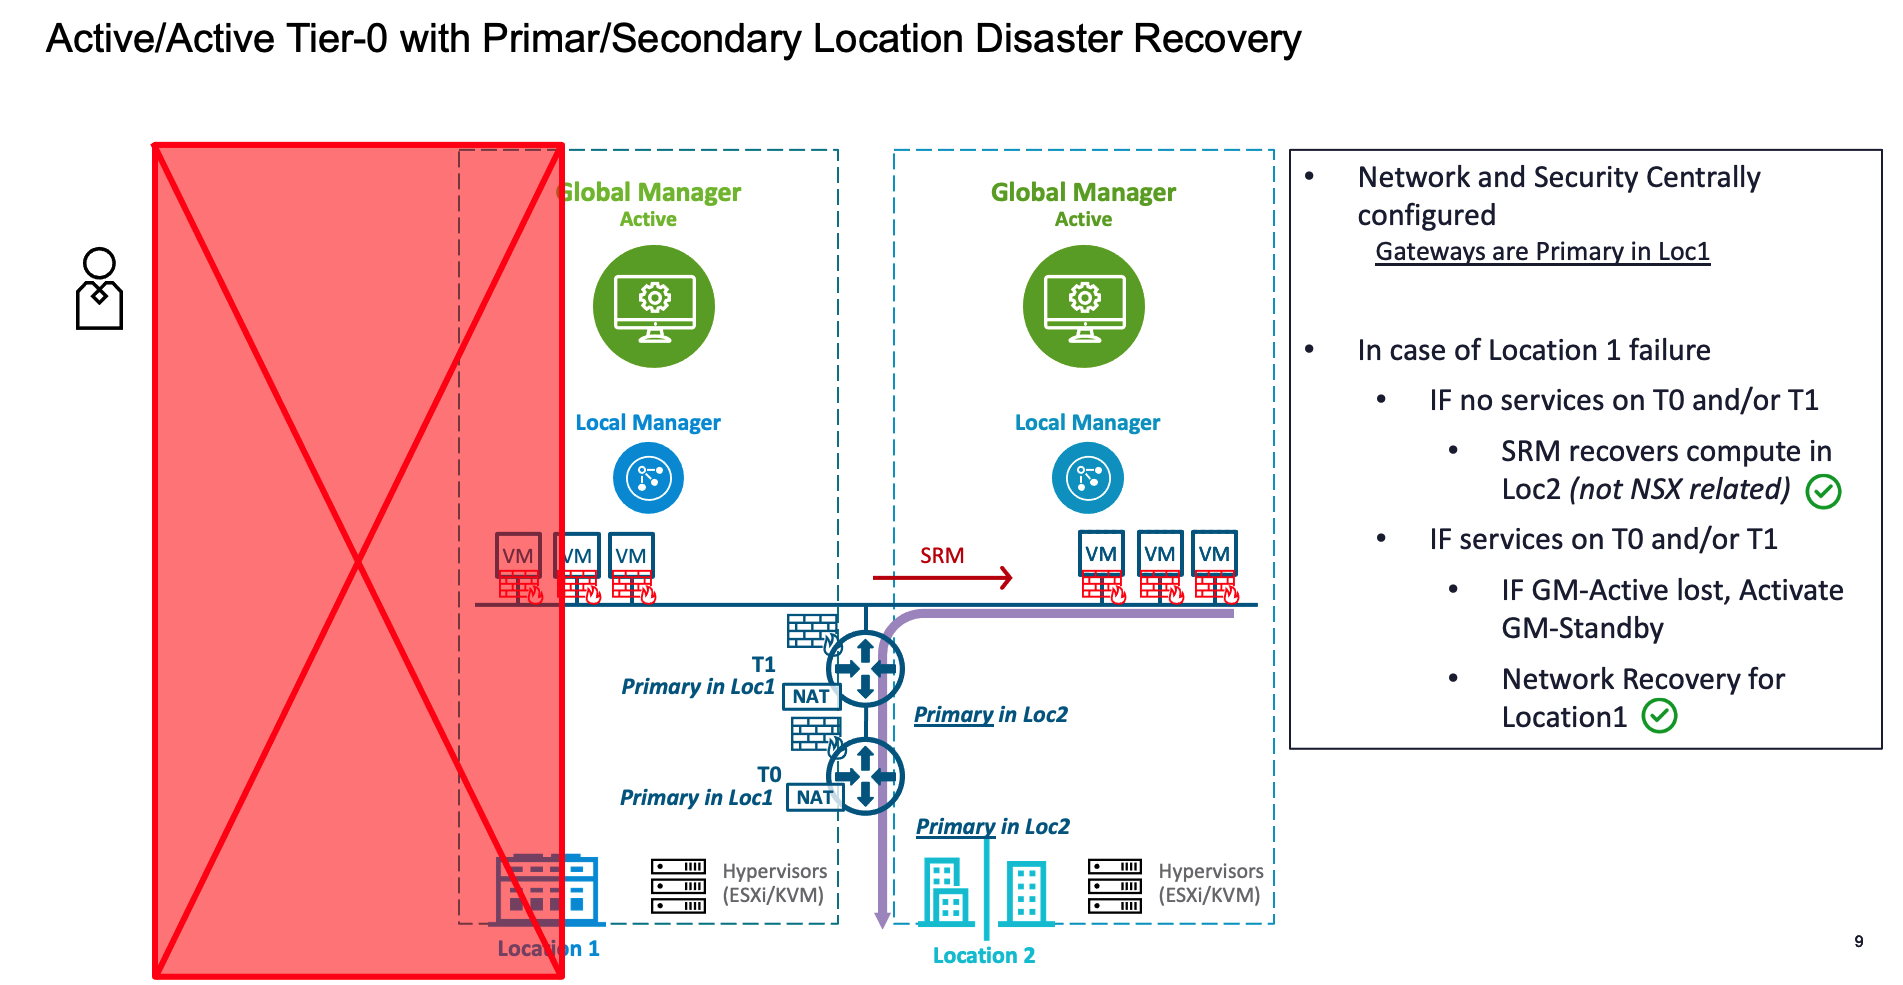 Active/Active Tier-0 with Primar/Secondary Location Disaster Recovery
Global Manager
Active
Local Manager
VM
VM
VM
T1
Primary in Loc1
NAT
T0
Primary in Loc1
NAT
Hypervisors
(ESXi/KVM)
Location 1
SRM
Global Manager
Active
Local Manager
VM
VM
VM
Primary in Loc2
Primary in Loc2
Hypervisors
(ESXi/KVM)
Location 2
• Network and Security Centrally
configured
Gateways are Primary in Loc1
• In case of Location 1 failure
• IF no services on T0 and/or T1
• SRM recovers compute in
Loc2 (not NSX related)
• IF services on T0 and/or T1
• IF GM-Active lost, Activate
GM-Standby
• Network Recovery for
Location1
9